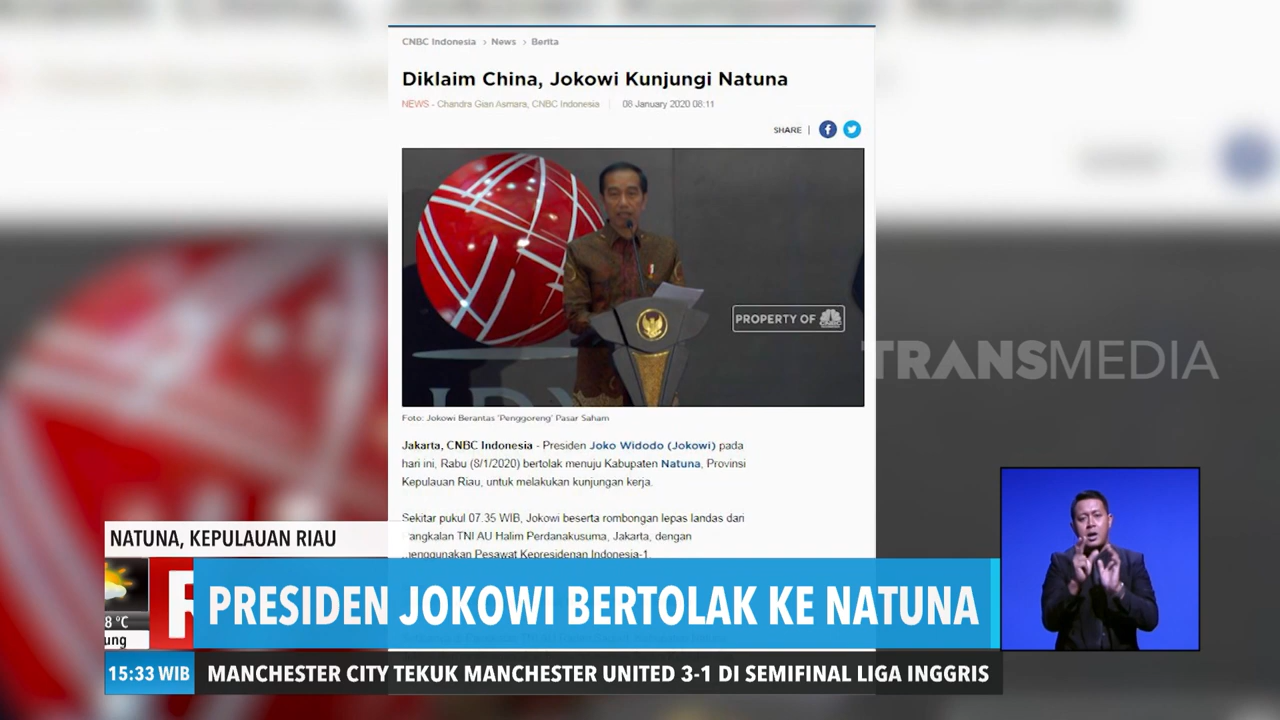 CNBC Indonesia > News > Berita
Diklaim China, Jokowi Kunjungi Natuna
NEWS - Chandra Gian Asmara, CNBC Indonesia | 08 January 2020 08:11
SHARE |
PROPERTY OF CNBC
TRANSMEDIA
Foto: Jokowi Berantas 'Penggoreng' Pasar Saham
Jakarta, CNBC Indonesia - Presiden Joko Widodo (Jokowi) pada
hari ini, Rabu (8/1/2020) bertolak menuju Kabupaten Natuna, Provinsi
Kepulauan Riau, untuk melakukan kunjungan kerja.
Sekitar pukul 07.35 WIB, Jokowi beserta rombongan lepas landas dari
Pangkalan TNI AU Halim Perdanakusuma, Jakarta, dengan
menggunakan Pesawat Kepresidenan Indonesia-1.
NATUNA, KEPULAUAN RIAU
8 °C
ung
R
PRESIDEN JOKOWI BERTOLAK KE NATUNA
15:33 WIB
MANCHESTER CITY TEKUK MANCHESTER UNITED 3-1 DI SEMIFINAL LIGA INGGRIS